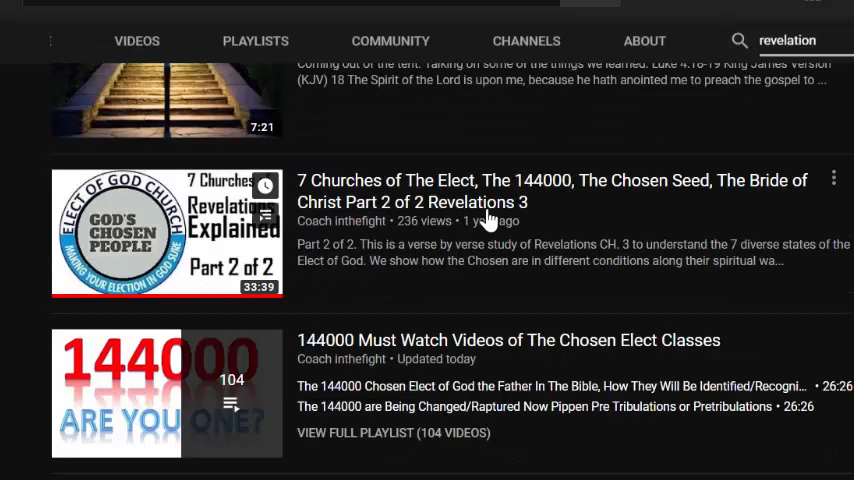 VIDEOS PLAYLISTS COMMUNITY CHANNELS ABOUT revelation
Coming out of the tent. Talking on some of the things we learned. Luke 4:18-19 King James Version
(KJV) 18 The Spirit of the Lord is upon me, because he hath anointed me to preach the gospel to ...
7:21
ELECT OF GOD CHURCH
GOD'S
CHOSEN
PEOPLE
MAKING YOUR ELECTION IN GOD SURE
7 Churches
Revelations
Explained
Part 2 of 2
33:39
7 Churches of The Elect, The 144000, The Chosen Seed, The Bride of
Christ Part 2 of 2 Revelations 3
Coach inthefight • 236 views • 1 ago
Part 2 of 2. This is a verse by verse study of Revelations CH. 3 to understand the 7 diverse states of the
Elect of God. We show how the Chosen are in different conditions along their spiritual wa...
144000
ARE YOU ONE?
104
144000 Must Watch Videos of The Chosen Elect Classes
Coach inthefight • Updated today
The 144000 Chosen Elect of God the Father In The Bible, How They Will Be Identified/Recogni... • 26:26
The 144000 are Being Changed/Raptured Now Pippen Pre Tribulations or Pretribulations • 26:26
VIEW FULL PLAYLIST (104 VIDEOS)